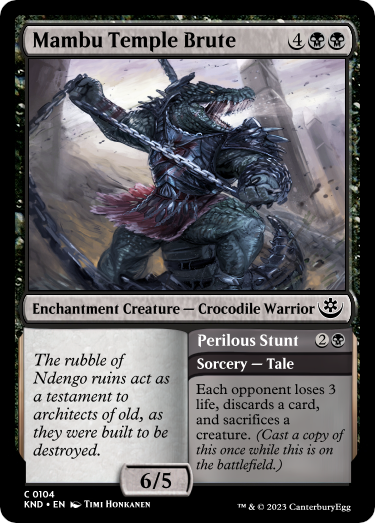 Mambu Temple Brute 4
Enchantment Creature — Crocodile Warrior
The rubble of
Ndengo ruins act as
a testament to
architects of old, as
they were built to be
destroyed.
Perilous Stunt 2
Sorcery — Tale
Each opponent loses 3
life, discards a card,
and sacrifices a
creature. (Cast a copy of
this once while this is
on the battlefield.)
6/5
C 0104
KND • EN Timi Honkanen
™ & © 2023 CanterburyEgg